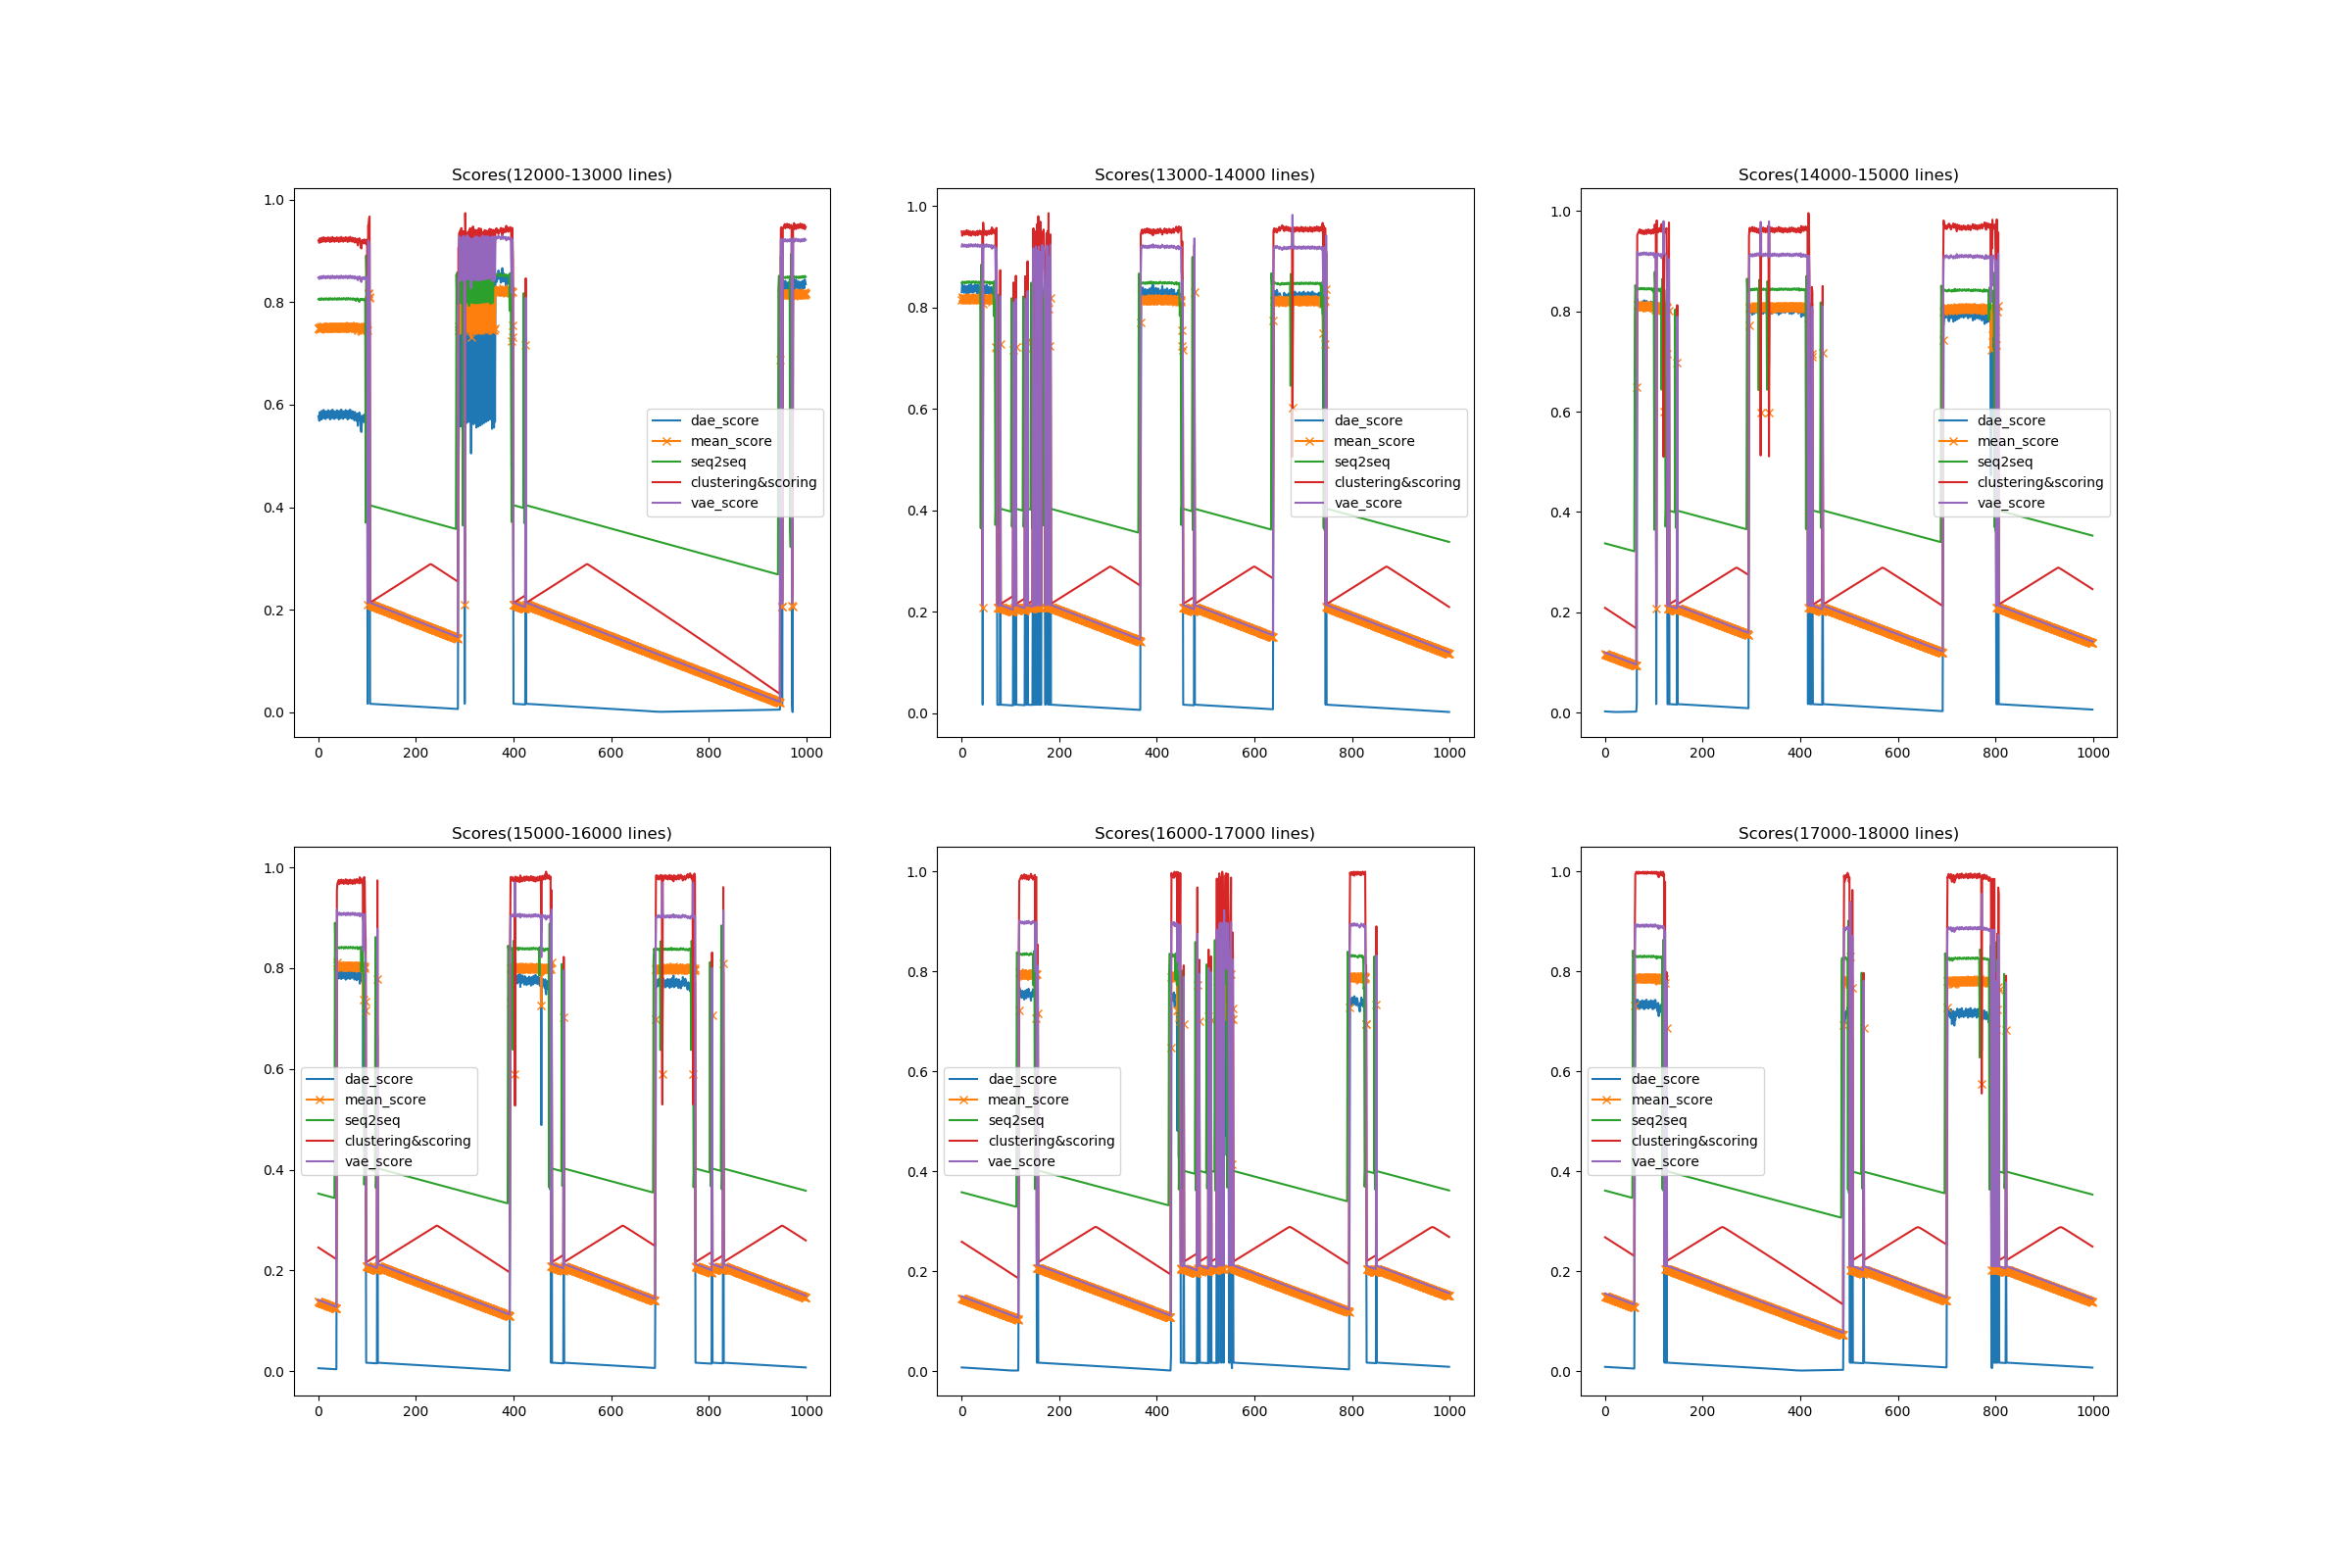 Scores(12000-13000 lines)
1.0
0.8
0.6
0.4
0.2
0.0
0 200 400 600 800 1000
dae_score
mean_score
seq2seq
clustering&scoring
vae_score
Scores(13000-14000 lines)
1.0
0.8
0.6
0.4
0.2
0.0
0 200 400 600 800 1000
dae_score
mean_score
seq2seq
clustering&scoring
vae_score
Scores(14000-15000 lines)
1.0
0.8
0.6
0.4
0.2
0.0
0 200 400 600 800 1000
dae_score
mean_score
seq2seq
clustering&scoring
vae_score
Scores(15000-16000 lines)
1.0
0.8
0.6
0.4
0.2
0.0
0 200 400 600 800 1000
dae_score
mean_score
seq2seq
clustering&scoring
vae_score
Scores(16000-17000 lines)
1.0
0.8
0.6
0.4
0.2
0.0
0 200 400 600 800 1000
dae_score
mean_score
seq2seq
clustering&scoring
vae_score
Scores(17000-18000 lines)
1.0
0.8
0.6
0.4
0.2
0.0
0 200 400 600 800 1000
dae_score
mean_score
seq2seq
clustering&scoring
vae_score